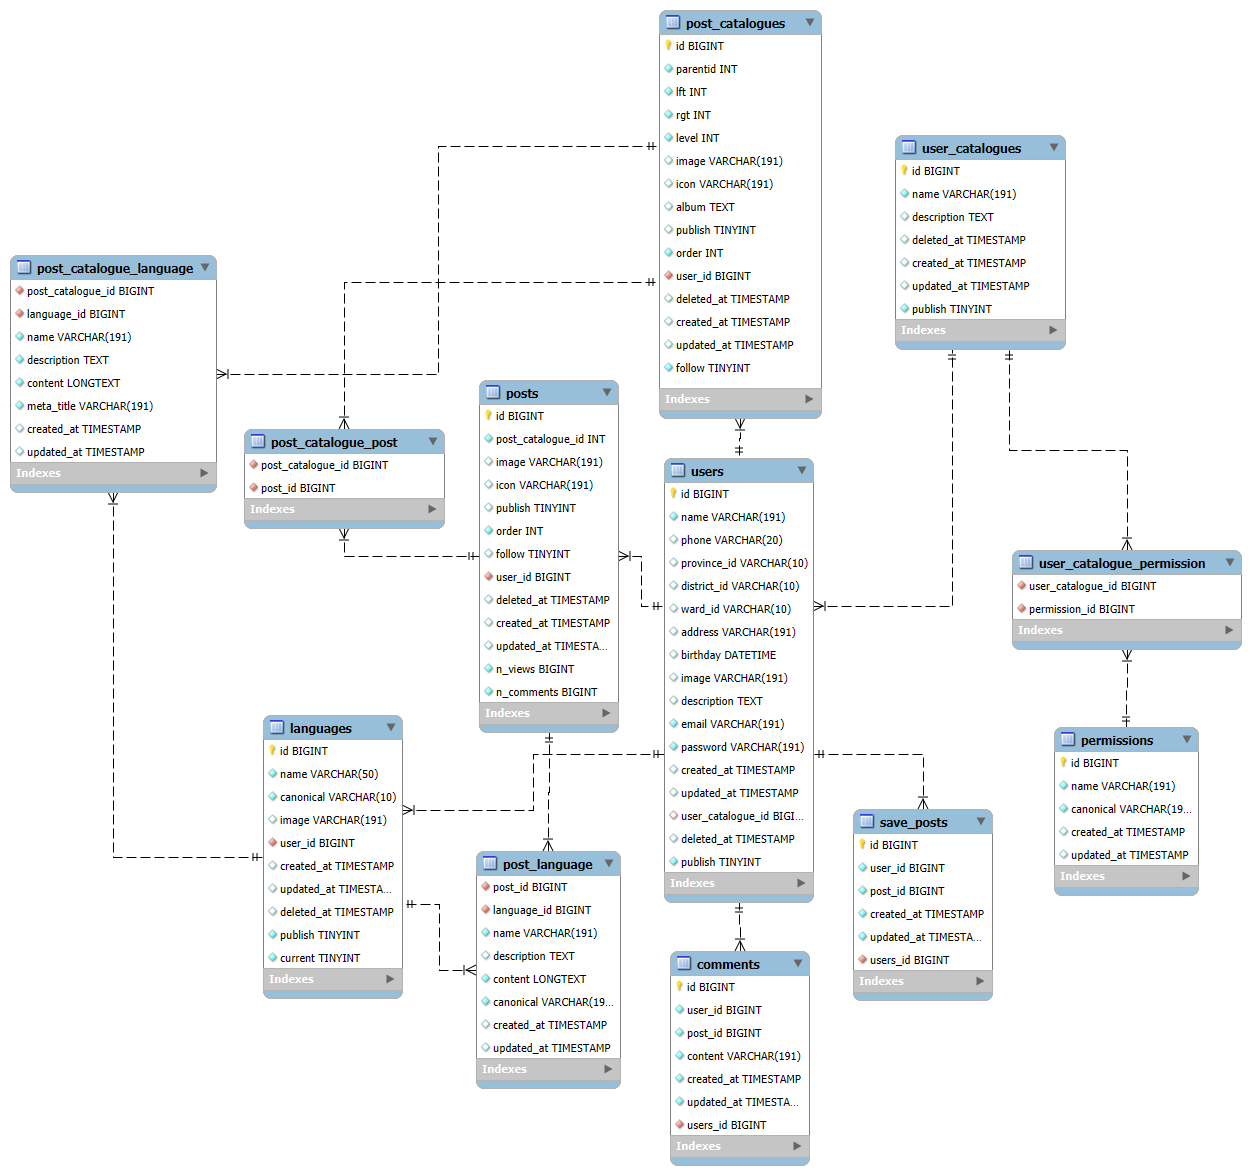 post_catalogues
id BIGINT
parentid INT
lft INT
rgt INT
level INT
image VARCHAR(191)
icon VARCHAR(191)
album TEXT
publish TINYINT
order INT
user_id BIGINT
deleted_at TIMESTAMP
created_at TIMESTAMP
updated_at TIMESTAMP
follow TINYINT
Indexes
user_catalogues
id BIGINT
name VARCHAR(191)
description TEXT
deleted_at TIMESTAMP
created_at TIMESTAMP
updated_at TIMESTAMP
publish TINYINT
Indexes
post_catalogue_language
post_catalogue_id BIGINT
language_id BIGINT
name VARCHAR(191)
description TEXT
content LONGTEXT
meta_title VARCHAR(191)
created_at TIMESTAMP
updated_at TIMESTAMP
Indexes
post_catalogue_post
post_catalogue_id BIGINT
post_id BIGINT
Indexes
posts
id BIGINT
post_catalogue_id INT
image VARCHAR(191)
icon VARCHAR(191)
publish TINYINT
order INT
follow TINYINT
user_id BIGINT
deleted_at TIMESTAMP
created_at TIMESTAMP
updated_at TIMESTA...
n_views BIGINT
n_comments BIGINT
Indexes
users
id BIGINT
name VARCHAR(191)
phone VARCHAR(20)
province_id VARCHAR(10)
district_id VARCHAR(10)
ward_id VARCHAR(10)
address VARCHAR(191)
birthday DATETIME
image VARCHAR(191)
description TEXT
email VARCHAR(191)
password VARCHAR(191)
created_at TIMESTAMP
updated_at TIMESTAMP
user_catalogue_id BIGI...
deleted_at TIMESTAMP
publish TINYINT
Indexes
user_catalogue_permission
user_catalogue_id BIGINT
permission_id BIGINT
Indexes
languages
id BIGINT
name VARCHAR(50)
canonical VARCHAR(10)
image VARCHAR(191)
user_id BIGINT
created_at TIMESTAMP
updated_at TIMESTA...
deleted_at TIMESTAMP
publish TINYINT
current TINYINT
Indexes
post_language
post_id BIGINT
language_id BIGINT
name VARCHAR(191)
description TEXT
content LONGTEXT
canonical VARCHAR(19...
created_at TIMESTAMP
updated_at TIMESTAMP
Indexes
permissions
id BIGINT
name VARCHAR(191)
canonical VARCHAR(19...
created_at TIMESTAMP
updated_at TIMESTAMP
Indexes
save_posts
id BIGINT
user_id BIGINT
post_id BIGINT
created_at TIMESTAMP
updated_at TIMESTA...
users_id BIGINT
Indexes
comments
id BIGINT
user_id BIGINT
post_id BIGINT
content VARCHAR(191)
created_at TIMESTAMP
updated_at TIMESTA...
users_id BIGINT
Indexes